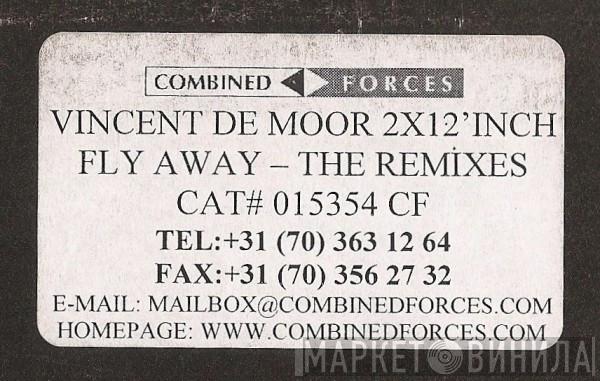 COMBINED FORCES
VINCENT DE MOOR 2X12'INCH
FLY AWAY – THE REMİXES
CAT# 015354 CF
TEL:+31 (70) 363 12 64
FAX:+31 (70) 356 27 32
E-MAIL: MAILBOX@COMBINEDFORCES.COM
HOMEPAGE: WWW.COMBINEDFORCES.COM
МАРКЕТ ВИНИЛА